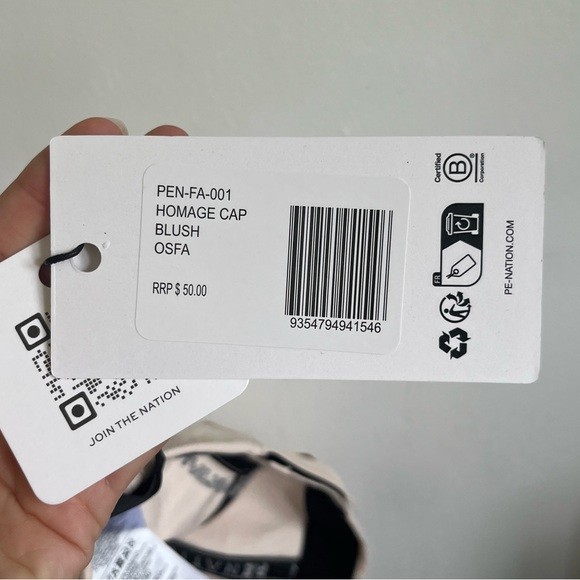 PEN-FA-001
HOMAGE CAP
BLUSH
OSFA
RRP $ 50.00
9354794941546
Certified
B
Corporation
FR
PE-NATION.COM
JOIN THE NATION